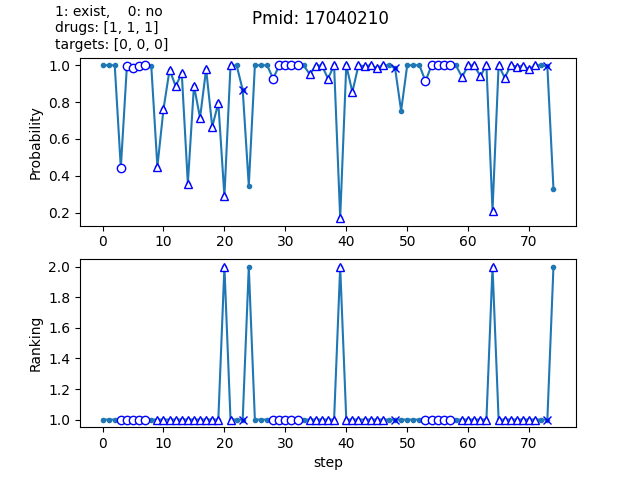 1: exist,    0: no
drugs: [1, 1, 1]
targets: [0, 0, 0]
Pmid: 17040210
Probability
1.0
0.8
0.6
0.4
0.2
0 10 20 30 40 50 60 70
Ranking
2.0
1.8
1.6
1.4
1.2
1.0
0 10 20 30 40 50 60 70
step